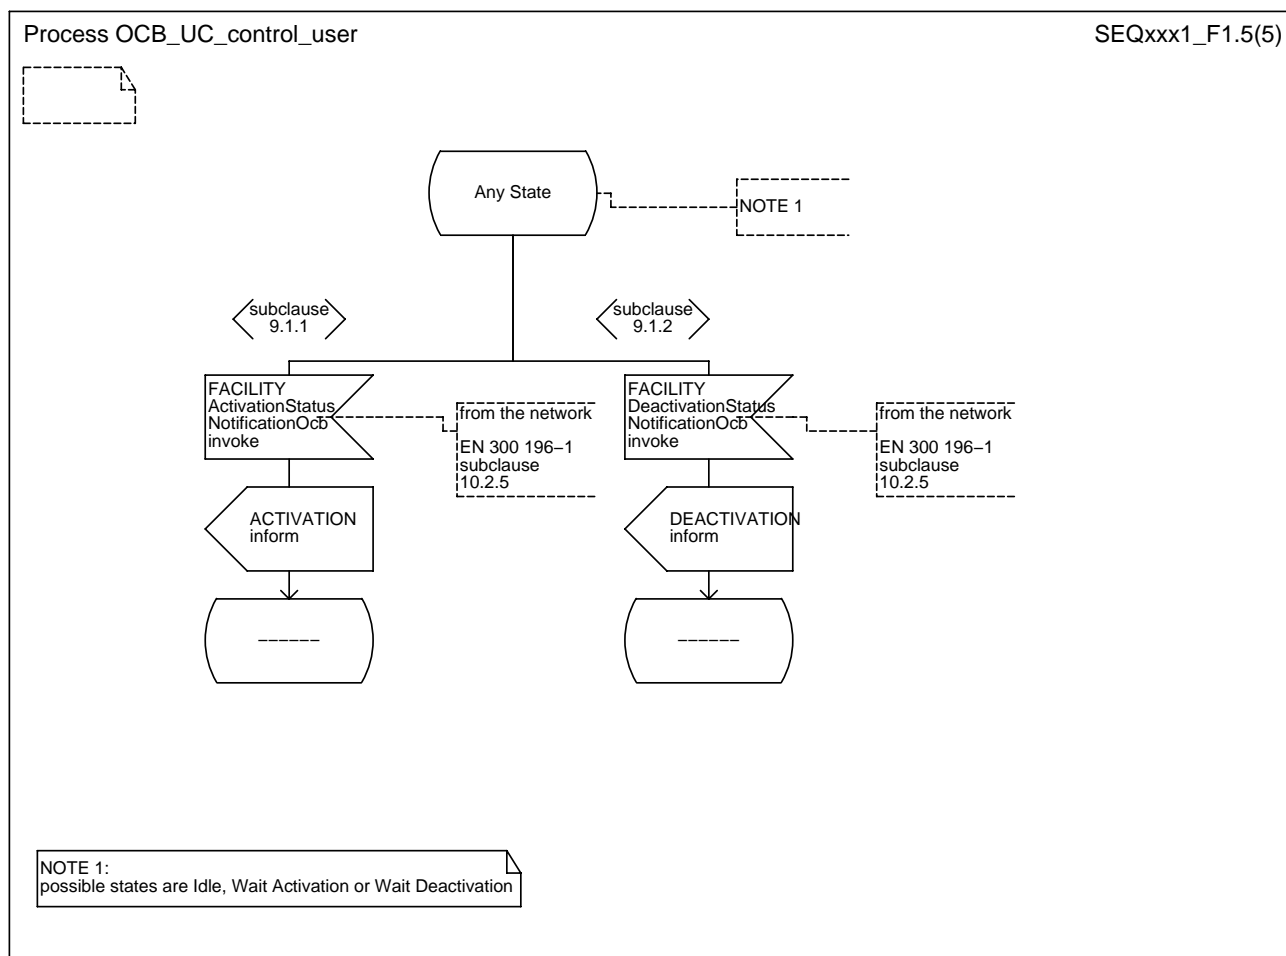 Process OCB_UC_control_user
SEQxxx1_F1.5(5)
Any State
NOTE 1
subclause
9.1.1
subclause
9.1.2
FACILITY
ActivationStatus
NotificationOcb
invoke
from the network
EN 300 196−1
subclause
10.2.5
FACILITY
DeactivationStatus
NotificationOcb
invoke
from the network
EN 300 196−1
subclause
10.2.5
ACTIVATION
inform
DEACTIVATION
inform
−−−−−−
−−−−−−
NOTE 1:
possible states are Idle, Wait Activation or Wait Deactivation